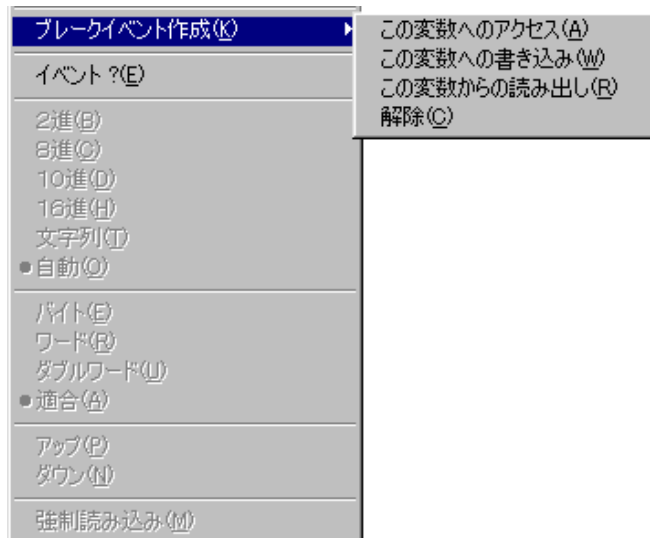 ブレークイベント作成(K)
イベント?(E)
2進(B)
8進(C)
10進(D)
16進(H)
文字列(T)
自動(O)
バイト(E)
ワード(R)
ダブルワード(U)
適合(A)
アップ(P)
ダウン(N)
強制読み込み(M)
この変数へのアクセス(A)
この変数への書き込み(W)
この変数からの読み出し(R)
解除(C)